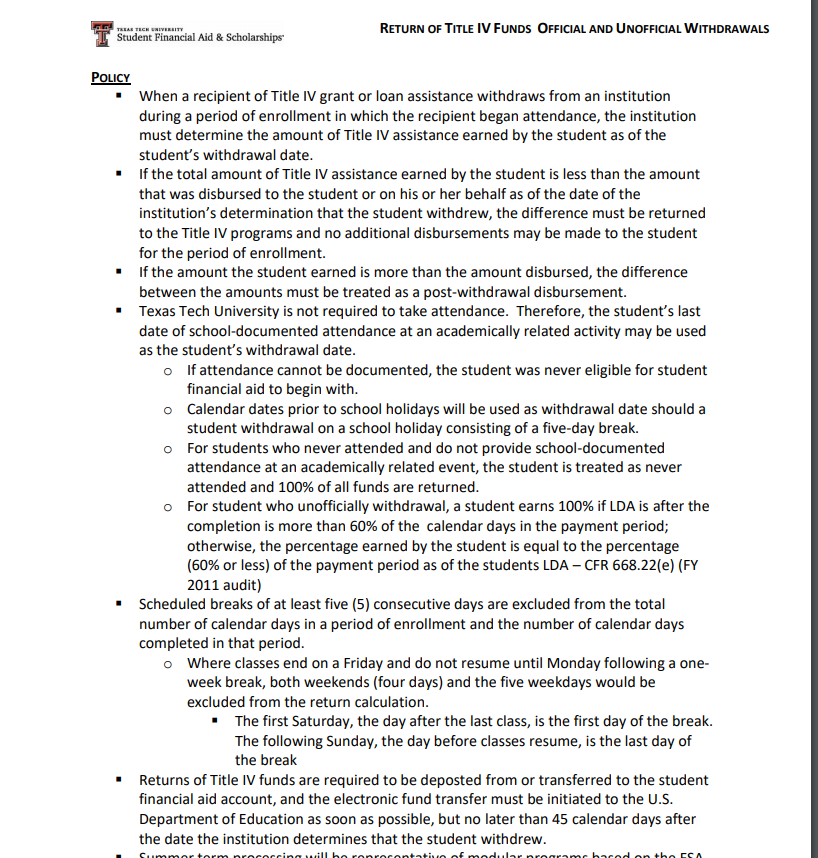 TEXAS TECH UNIVERSITY
Student Financial Aid & Scholarships·
RETURN OF TITLE IV FUNDS OFFICIAL AND UNOFFICIAL WITHDRAWALS
POLICY
▪ When a recipient of Title IV grant or loan assistance withdraws from an institution
during a period of enrollment in which the recipient began attendance, the institution
must determine the amount of Title IV assistance earned by the student as of the
student’s withdrawal date.
▪ If the total amount of Title IV assistance earned by the student is less than the amount
that was disbursed to the student or on his or her behalf as of the date of the
institution’s determination that the student withdrew, the difference must be returned
to the Title IV programs and no additional disbursements may be made to the student
for the period of enrollment.
▪ If the amount the student earned is more than the amount disbursed, the difference
between the amounts must be treated as a post-withdrawal disbursement.
▪ Texas Tech University is not required to take attendance. Therefore, the student’s last
date of school-documented attendance at an academically related activity may be used
as the student’s withdrawal date.
o If attendance cannot be documented, the student was never eligible for student
financial aid to begin with.
o Calendar dates prior to school holidays will be used as withdrawal date should a
student withdrawal on a school holiday consisting of a five-day break.
o For students who never attended and do not provide school-documented
attendance at an academically related event, the student is treated as never
attended and 100% of all funds are returned.
o For student who unofficially withdrawal, a student earns 100% if LDA is after the
completion is more than 60% of the calendar days in the payment period;
otherwise, the percentage earned by the student is equal to the percentage
(60% or less) of the payment period as of the students LDA – CFR 668.22(e) (FY
2011 audit)
▪ Scheduled breaks of at least five (5) consecutive days are excluded from the total
number of calendar days in a period of enrollment and the number of calendar days
completed in that period.
o Where classes end on a Friday and do not resume until Monday following a one-
week break, both weekends (four days) and the five weekdays would be
excluded from the return calculation.
▪ The first Saturday, the day after the last class, is the first day of the break.
The following Sunday, the day before classes resume, is the last day of
the break
▪ Returns of Title IV funds are required to be deposted from or transferred to the student
financial aid account, and the electronic fund transfer must be initiated to the U.S.
Department of Education as soon as possible, but no later than 45 calendar days after
the date the institution determines that the student withdrew.
▪ Summer term processing will be representative of modular programs based on the FSA